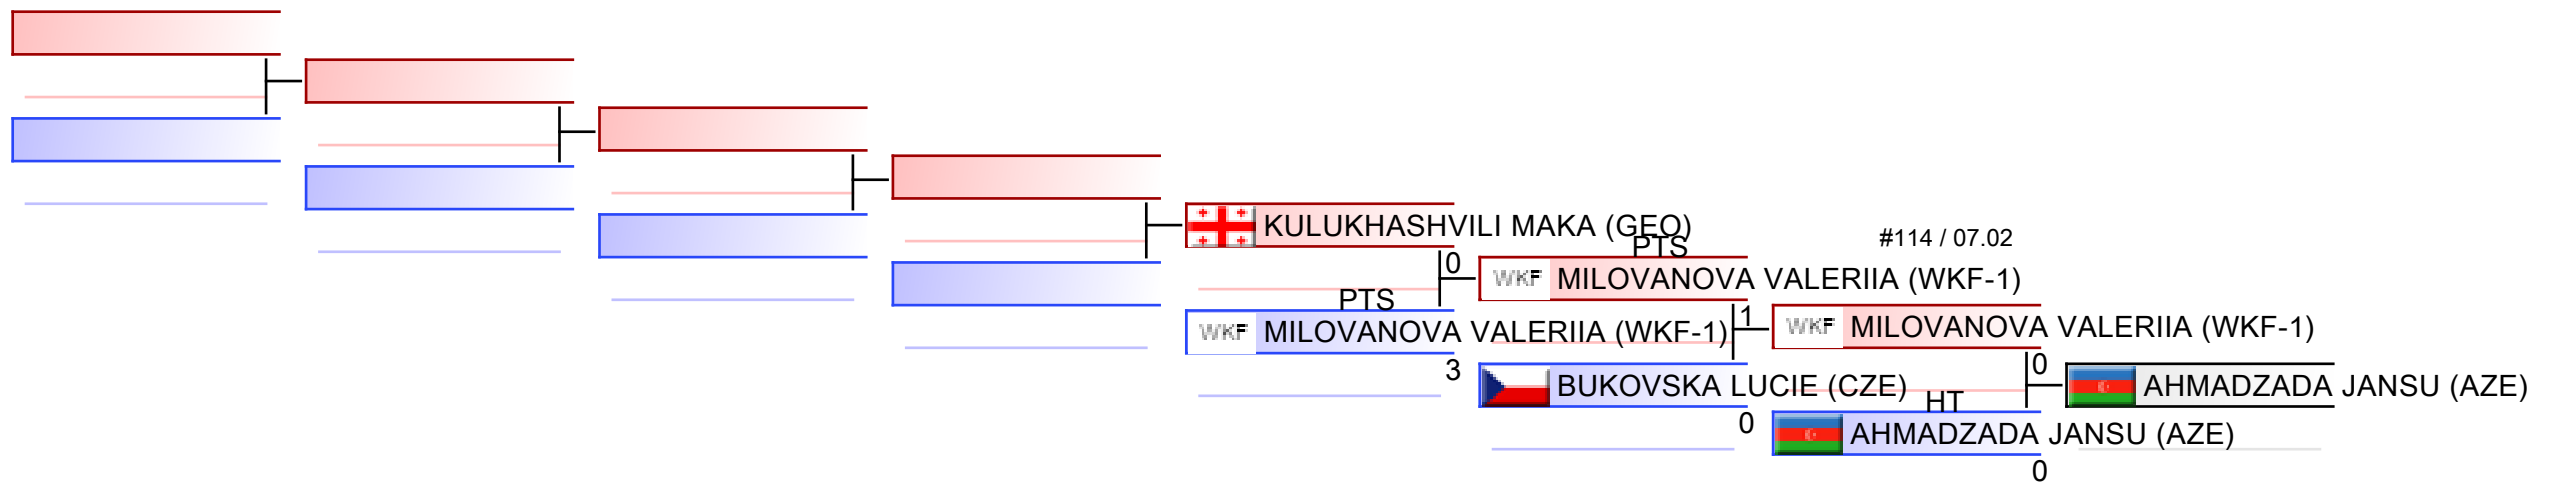 KULUKHASHVILI MAKA (GEO)
PTS
#114 / 07.02
0
WKF MILOVANOVA VALERIIA (WKF-1)
PTS
WKF MILOVANOVA VALERIIA (WKF-1)
1
WKF MILOVANOVA VALERIIA (WKF-1)
3
BUKOVSKA LUCIE (CZE)
0
AHMADZADA JANSU (AZE)
HT
0
AHMADZADA JANSU (AZE)
0